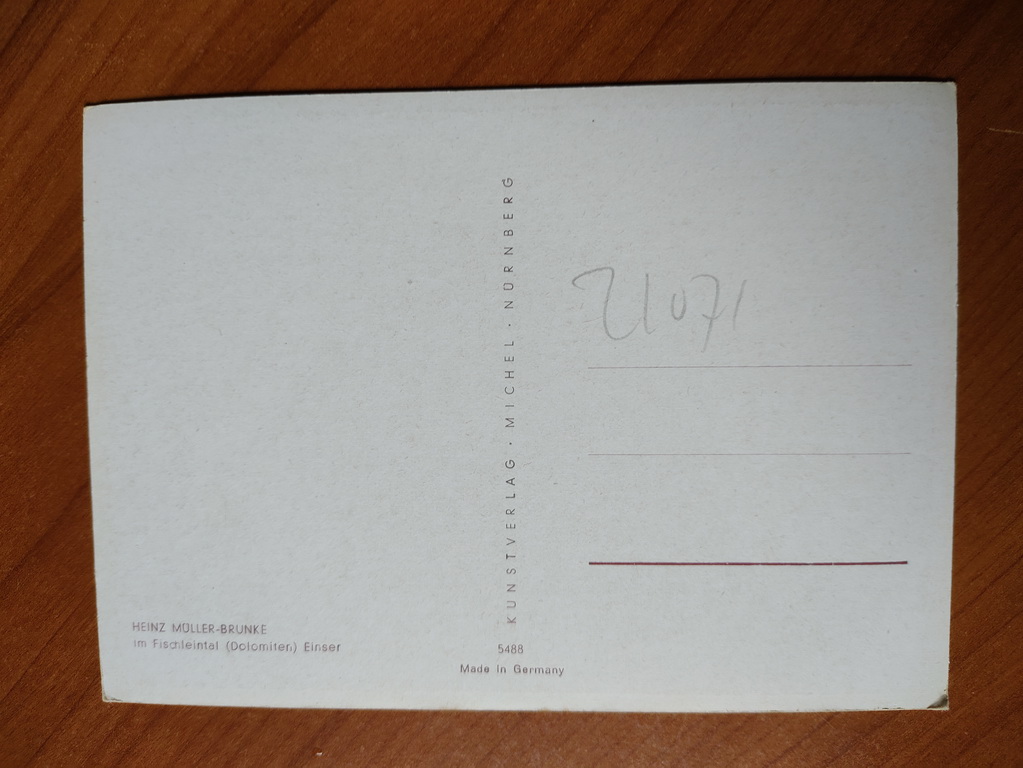 KUNSTVERLAG · MICHEL · NÜRNBERG
21071
HEINZ MÜLLER-BRUNKE
im Fischleintal (Dolomiten) Einser
5488
Made in Germany